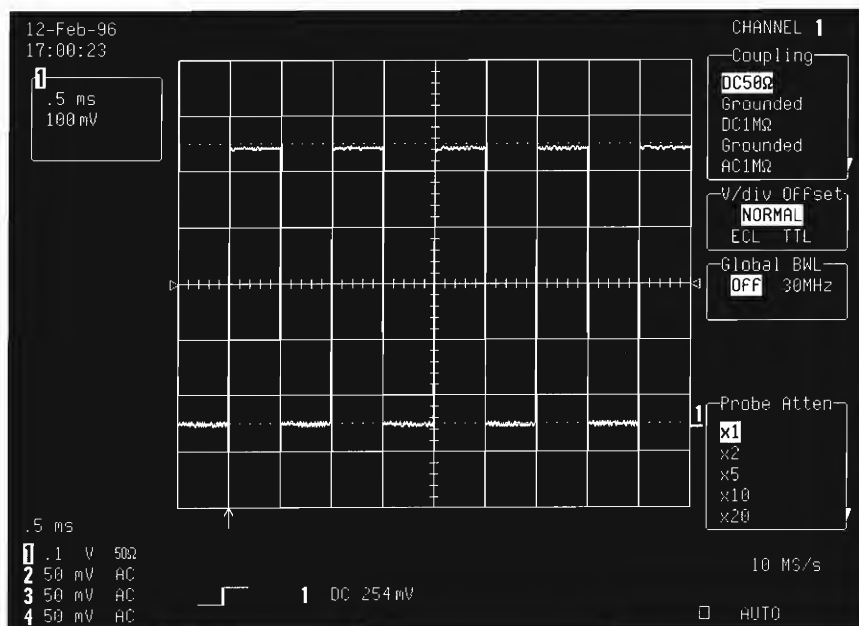 12-Feb-96
17:00:23
1
.5 ms
100 mV
CHANNEL 1
Coupling
DC50Ω
Grounded
DC1MΩ
Grounded
AC1MΩ
V/div Offset
NORMAL
ECL TTL
Global BWL
Off 30MHz
1
Probe Atten
x1
x2
x5
x10
x20
.5 ms
1 .1 V 50Ω
2 50 mV AC
3 50 mV AC
4 50 mV AC
1 DC 254 mV
10 MS/s
AUTO